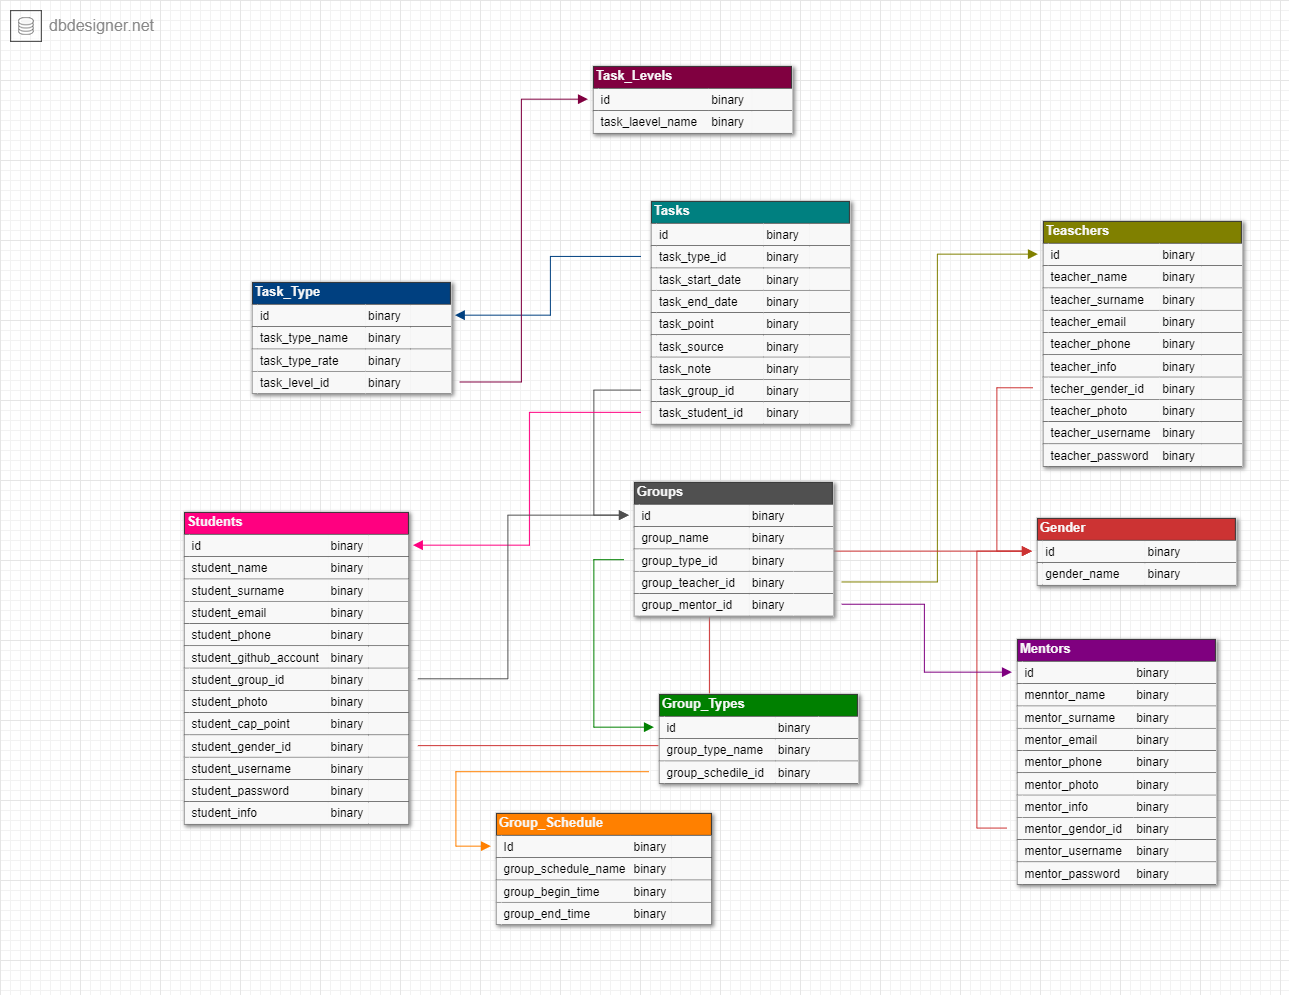 dbdesigner.net
Task_Levels
id binary
task_laevel_name binary
Tasks
id binary
task_type_id binary
task_start_date binary
task_end_date binary
task_point binary
task_source binary
task_note binary
task_group_id binary
task_student_id binary
Teaschers
id binary
teacher_name binary
teacher_surname binary
teacher_email binary
teacher_phone binary
teacher_info binary
techer_gender_id binary
teacher_photo binary
teacher_username binary
teacher_password binary
Task_Type
id binary
task_type_name binary
task_type_rate binary
task_level_id binary
Groups
id binary
group_name binary
group_type_id binary
group_teacher_id binary
group_mentor_id binary
Students
id binary
student_name binary
student_surname binary
student_email binary
student_phone binary
student_github_account binary
student_group_id binary
student_photo binary
student_cap_point binary
student_gender_id binary
student_username binary
student_password binary
student_info binary
Gender
id binary
gender_name binary
Mentors
id binary
menntor_name binary
mentor_surname binary
mentor_email binary
mentor_phone binary
mentor_photo binary
mentor_info binary
mentor_gendor_id binary
mentor_username binary
mentor_password binary
Group_Types
id binary
group_type_name binary
group_schedile_id binary
Group_Schedule
Id binary
group_schedule_name binary
group_begin_time binary
group_end_time binary